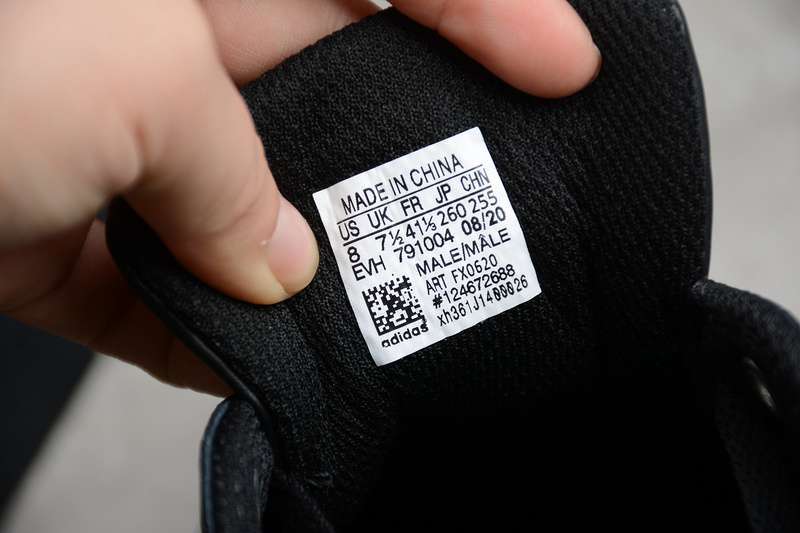 MADE IN CHINA
US UK FR JP CHN
8 7½ 41⅓ 260 255
EVH 791004 08/20
MALE/MÂLE
ART FX0620
#124672688
xh361J1400026
adidas